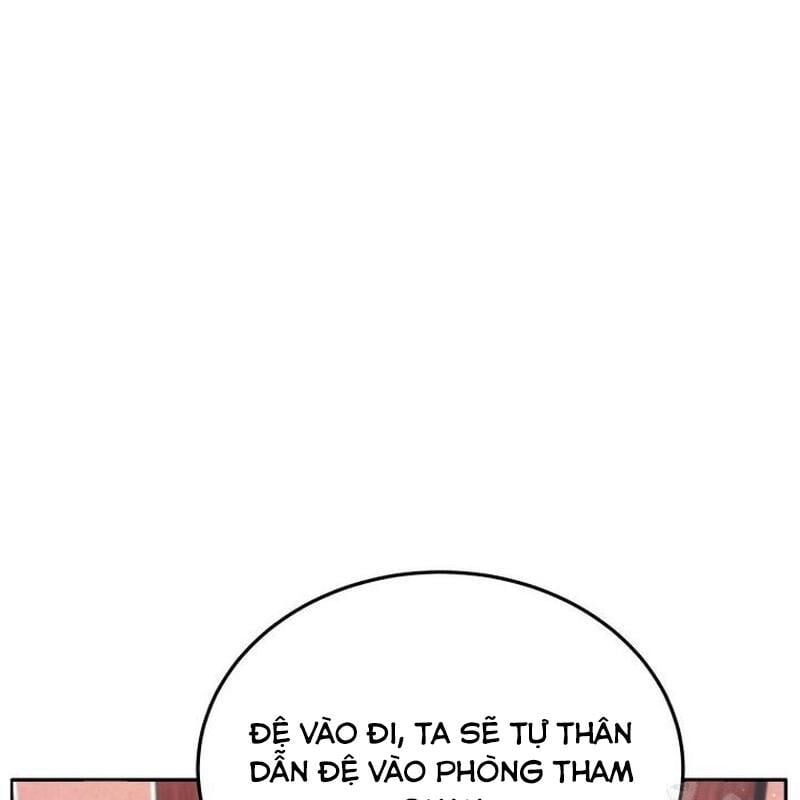 ĐỆ VÀO ĐI, TA SẼ TỰ THÂN
DẪN ĐỆ VÀO PHÒNG THAM